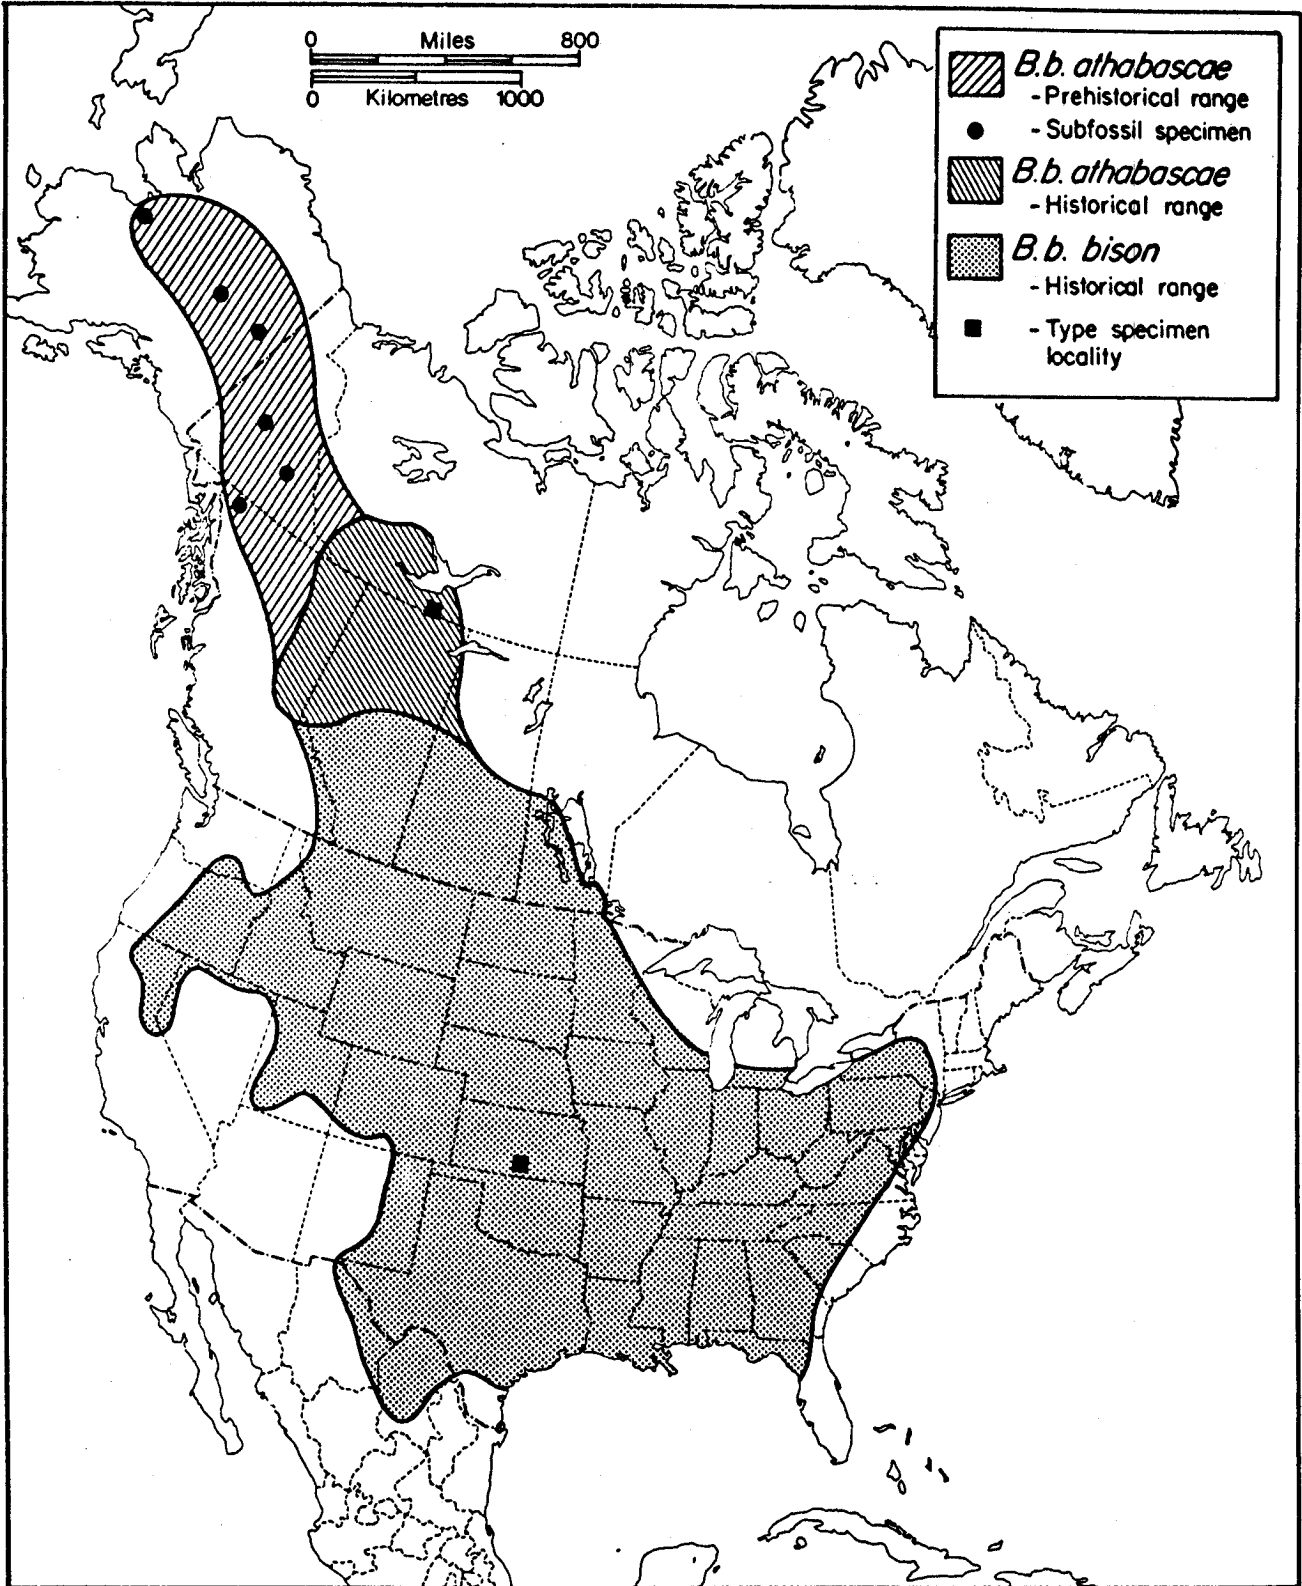 0 Miles 800
0 Kilometres 1000
B.b. athabascae
- Prehistorical range
- Subfossil specimen
B.b. athabascae
- Historical range
B.b. bison
- Historical range
- Type specimen
locality